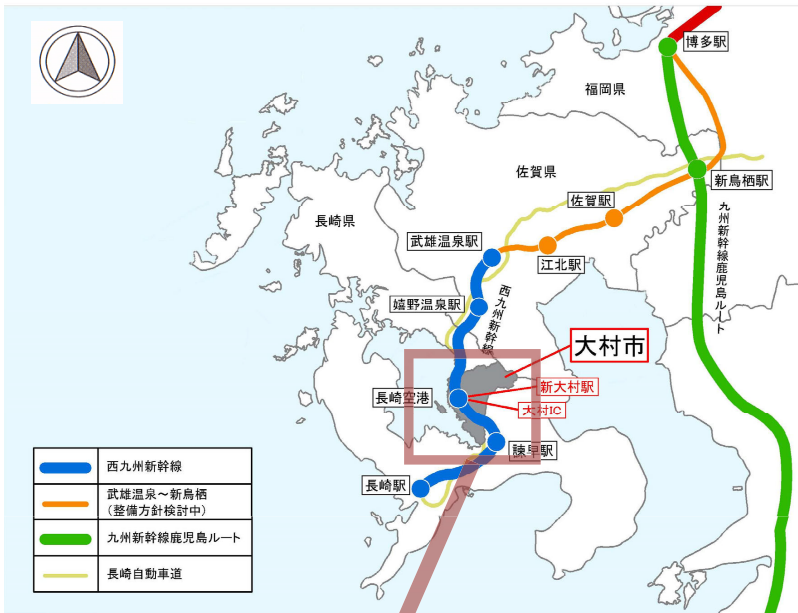 博多駅
福岡県
佐賀県
新鳥栖駅
佐賀駅
長崎県
武雄温泉駅
江北駅
九州新幹線鹿児島ルート
嬉野温泉駅
西九州新幹線
大村市
新大村駅
長崎空港
大村IC
諫早駅
長崎駅
西九州新幹線
武雄温泉～新鳥栖
(整備方針検討中)
九州新幹線鹿児島ルート
長崎自動車道